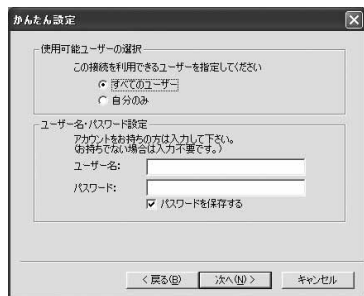 かんたん設定
使用可能ユーザーの選択
この接続を利用できるユーザーを指定してください
すべてのユーザー
自分のみ
ユーザー名・パスワード設定
アカウントをお持ちの方は入力して下さい。
(お持ちでない場合は入力不要です。)
ユーザー名:
パスワード:
パスワードを保存する
< 戻る(B)
次へ(N) >
キャンセル